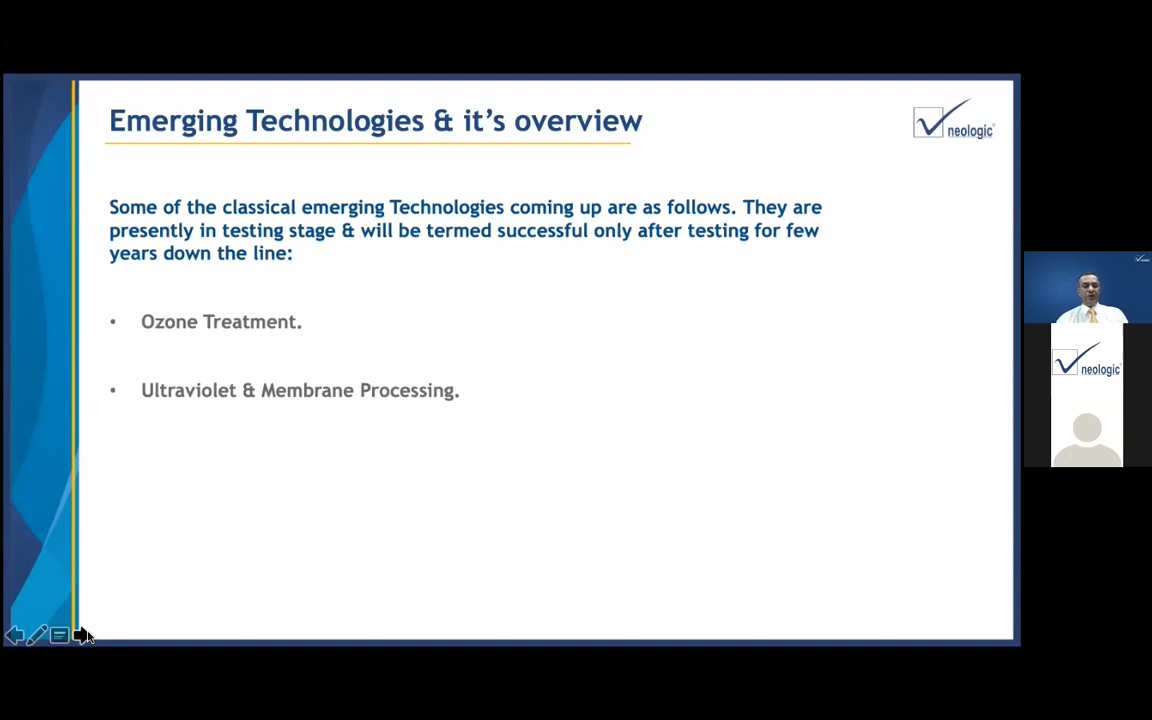 Emerging Technologies & it's overview
neologic
Some of the classical emerging Technologies coming up are as follows. They are
presently in testing stage & will be termed successful only after testing for few
years down the line:
• Ozone Treatment.
• Ultraviolet & Membrane Processing.
neologic